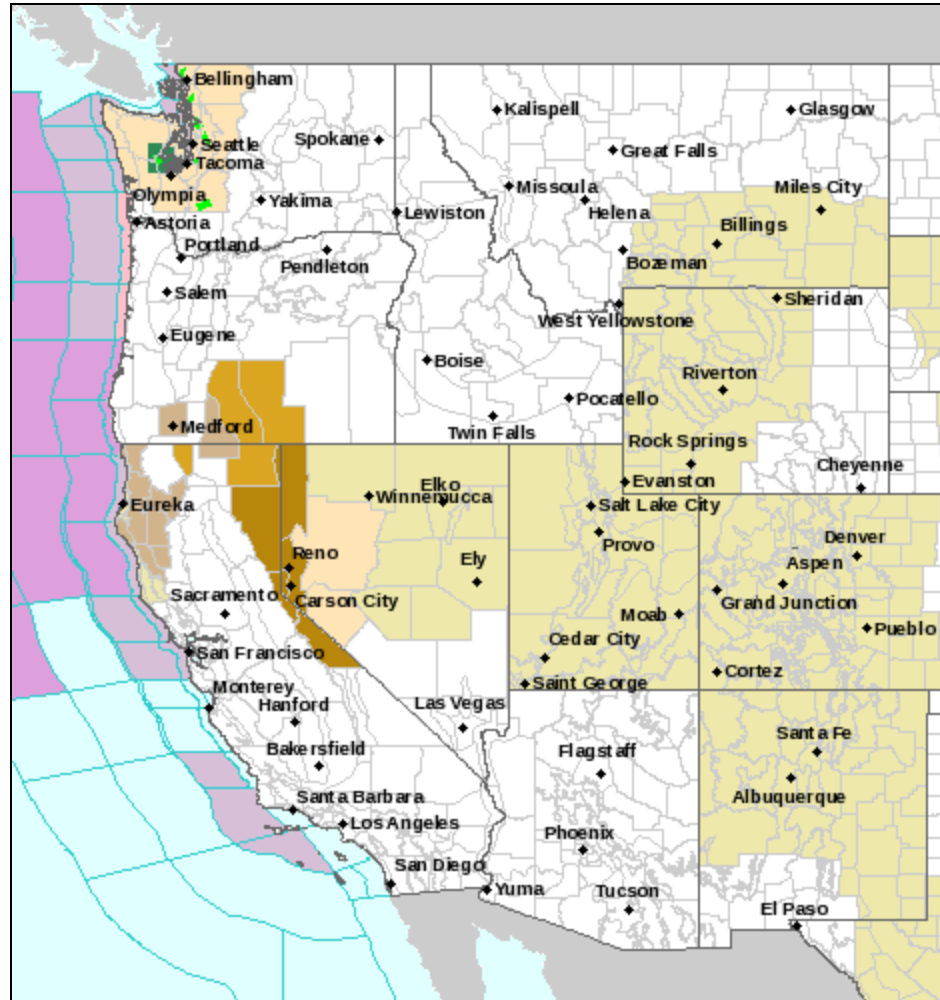 Bellingham
Kalispell
Glasgow
Seattle
Spokane
Great Falls
Tacoma
Missoula
Miles City
Olympia
Yakima
Helena
Lewiston
Astoria
Billings
Portland
Pendleton
Bozeman
Salem
Sheridan
West Yellowstone
Eugene
Boise
Riverton
Pocatello
Medford
Twin Falls
Rock Springs
Cheyenne
Evanston
Elko
Winnemucca
Eureka
Salt Lake City
Denver
Provo
Reno
Ely
Aspen
Sacramento
Carson City
Grand Junction
Moab
Pueblo
Cedar City
San Francisco
Cortez
Saint George
Monterey
Hanford
Las Vegas
Santa Fe
Bakersfield
Flagstaff
Albuquerque
Santa Barbara
Los Angeles
Phoenix
San Diego
Yuma
Tucson
El Paso